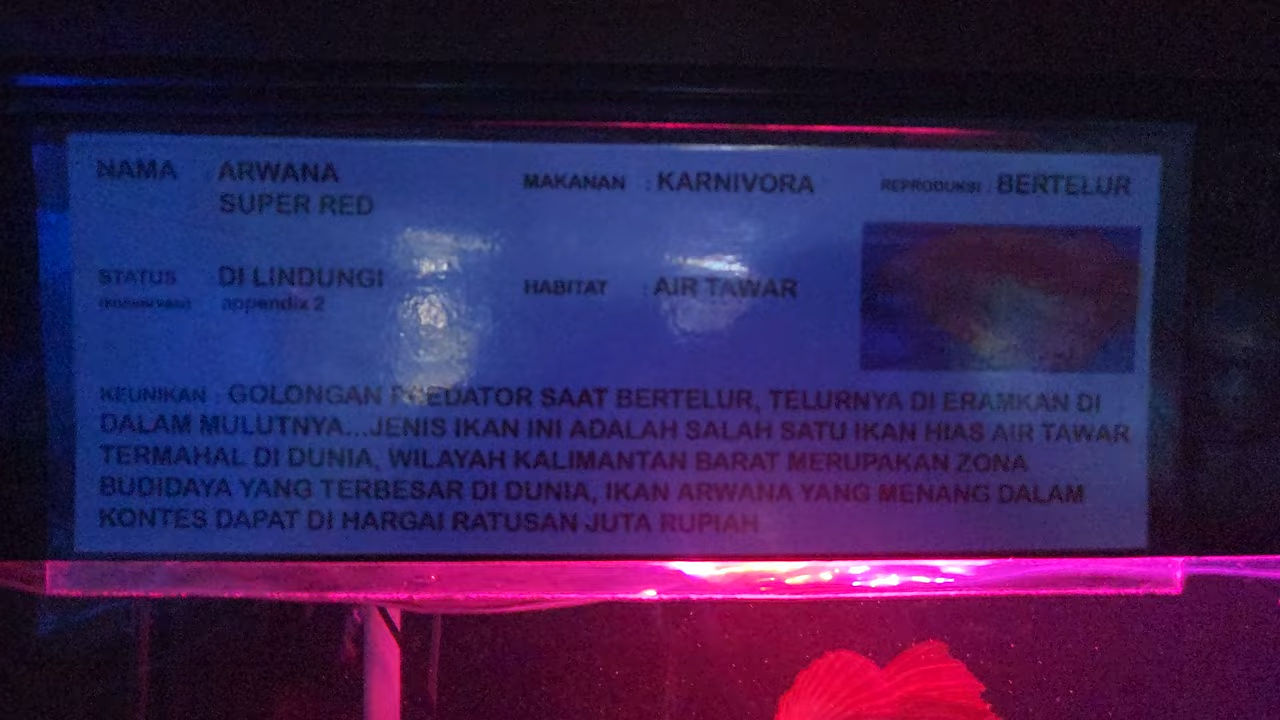 NAMA : ARWANA SUPER RED
MAKANAN : KARNIVORA
REPRODUKSI : BERTELUR
STATUS DI LINDUNGI
appendix 2
HABITAT : AIR TAWAR
KEUNIKAN : GOLONGAN PREDATOR SAAT BERTELUR, TELURNYA DI ERAMKAN DI
DALAM MULUTNYA...JENIS IKAN INI ADALAH SALAH SATU IKAN HIAS AIR TAWAR
TERMAHAL DI DUNIA, WILAYAH KALIMANTAN BARAT MERUPAKAN ZONA
BUDIDAYA YANG TERBESAR DI DUNIA, IKAN ARWANA YANG MENANG DALAM
KONTES DAPAT DI HARGAI RATUSAN JUTA RUPIAH